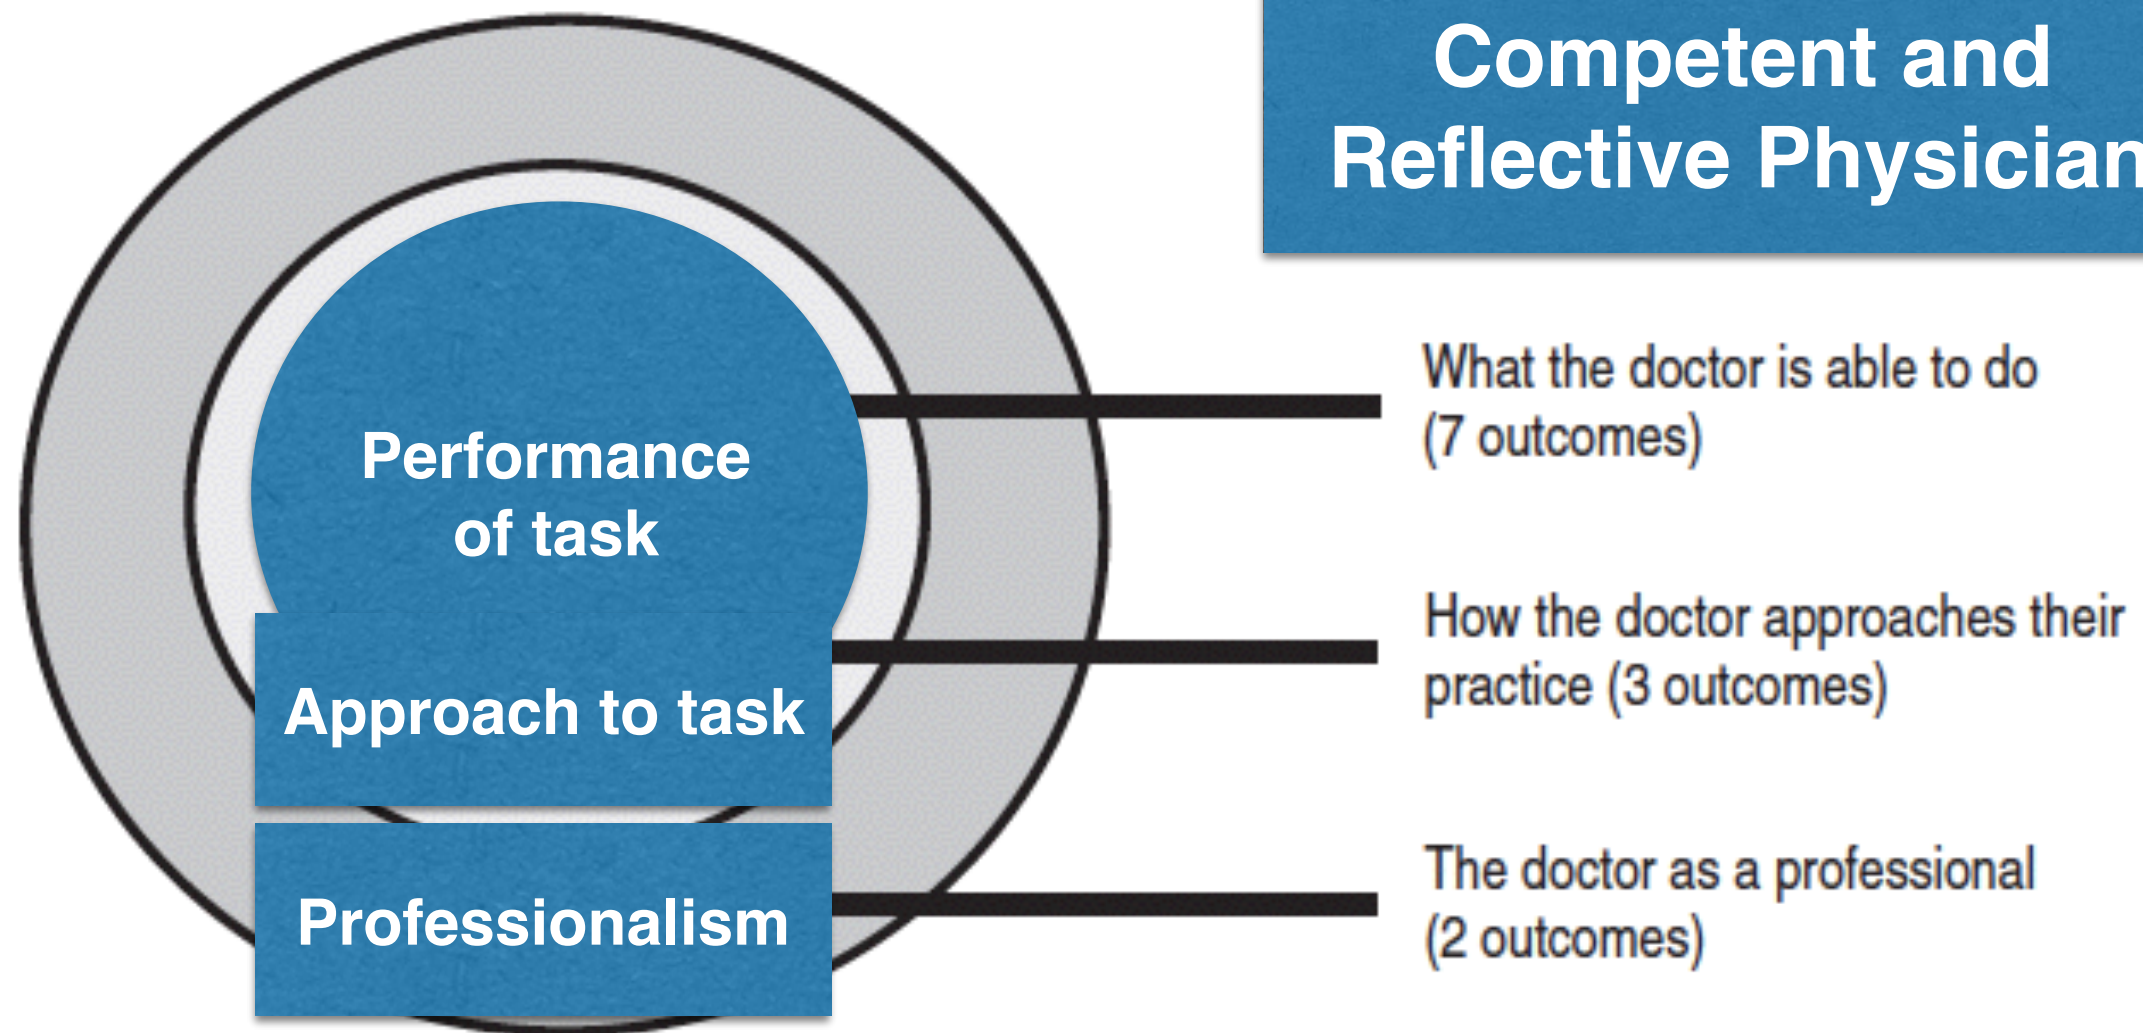 Competent and
Reflective Physician
Performance
of task
Approach to task
Professionalism
What the doctor is able to do
(7 outcomes)
How the doctor approaches their
practice (3 outcomes)
The doctor as a professional
(2 outcomes)